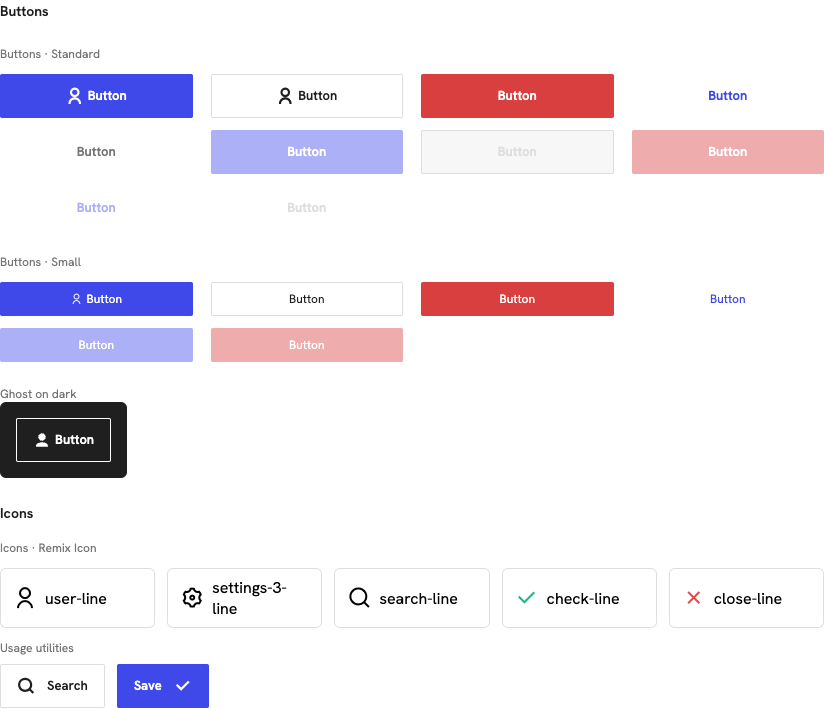 Buttons
Buttons · Standard
Button
Button
Button
Button
Button
Button
Button
Button
Button
Button
Buttons · Small
Button
Button
Button
Button
Button
Button
Ghost on dark
Button
Icons
Icons · Remix Icon
user-line
settings-3-
line
search-line
check-line
close-line
Usage utilities
Search
Save